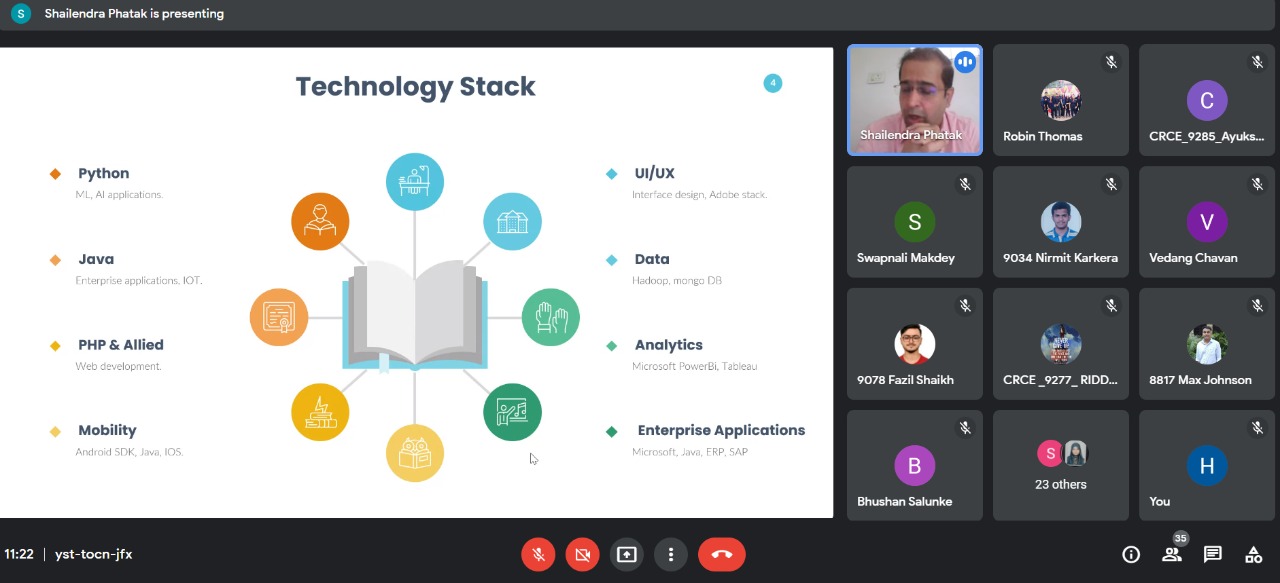 S
Shailendra Phatak is presenting
Technology Stack
4
Python
ML, AI applications.
Java
Enterprise applications, IOT.
PHP & Allied
Web development.
Mobility
Android SDK, Java, IOS.
UI/UX
Interface design, Adobe stack.
Data
Hadoop, mongo DB
Analytics
Microsoft PowerBi, Tableau
Enterprise Applications
Microsoft, Java, ERP, SAP
Shailendra Phatak
Robin Thomas
C
CRCE_9285_Ayuks...
S
Swapnali Makdey
9034 Nirmit Karkera
V
Vedang Chavan
9078 Fazil Shaikh
CRCE _9277_ RIDD...
8817 Max Johnson
B
Bhushan Salunke
S
23 others
H
You
11:22 | yst-tocn-jfx
35